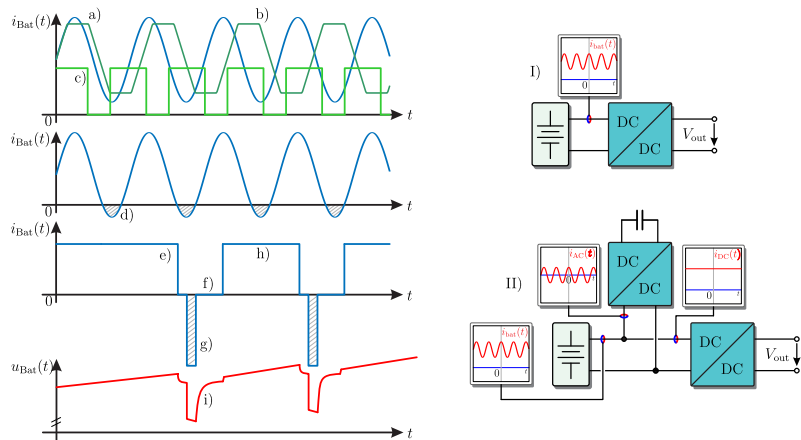 i_Bat(t)
a)
b)
c)
0
t
i_Bat(t)
d)
0
t
i_Bat(t)
e)
f)
h)
0
t
g)
u_Bat(t)
i)
t
I)
i_bat(t)
0
t
DC
DC
V_out
II)
i_AC(t)
0
t
DC
DC
i_DC(t)
0
t
i_bat(t)
0
t
DC
DC
V_out